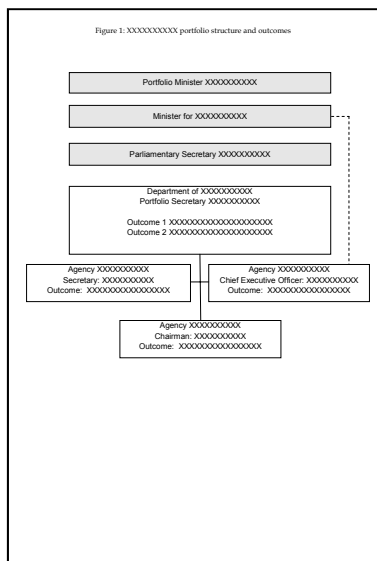 Figure 1: XXXXXXXXXX portfolio structure and outcomes
Portfolio Minister XXXXXXXXXX
Minister for XXXXXXXXXX
Parliamentary Secretary XXXXXXXXXX
Department of XXXXXXXXXX
Portfolio Secretary XXXXXXXXXX
Outcome 1 XXXXXXXXXXXXXXXXXXXXX
Outcome 2 XXXXXXXXXXXXXXXXXXXXX
Agency XXXXXXXXXX
Secretary: XXXXXXXXXX
Outcome: XXXXXXXXXXXXXXXX
Agency XXXXXXXXXX
Chief Executive Officer: XXXXXXXXXX
Outcome: XXXXXXXXXXXXXXXX
Agency XXXXXXXXXX
Chairman: XXXXXXXXXX
Outcome: XXXXXXXXXXXXXXXX